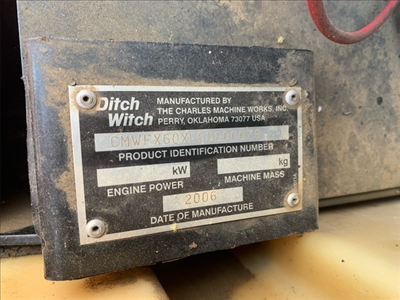 Ditch Witch
MANUFACTURED BY
THE CHARLES MACHINE WORKS, INC.
PERRY, OKLAHOMA 73077 USA
PRODUCT IDENTIFICATION NUMBER
kW
kg
ENGINE POWER
MACHINE MASS
2006
DATE OF MANUFACTURE